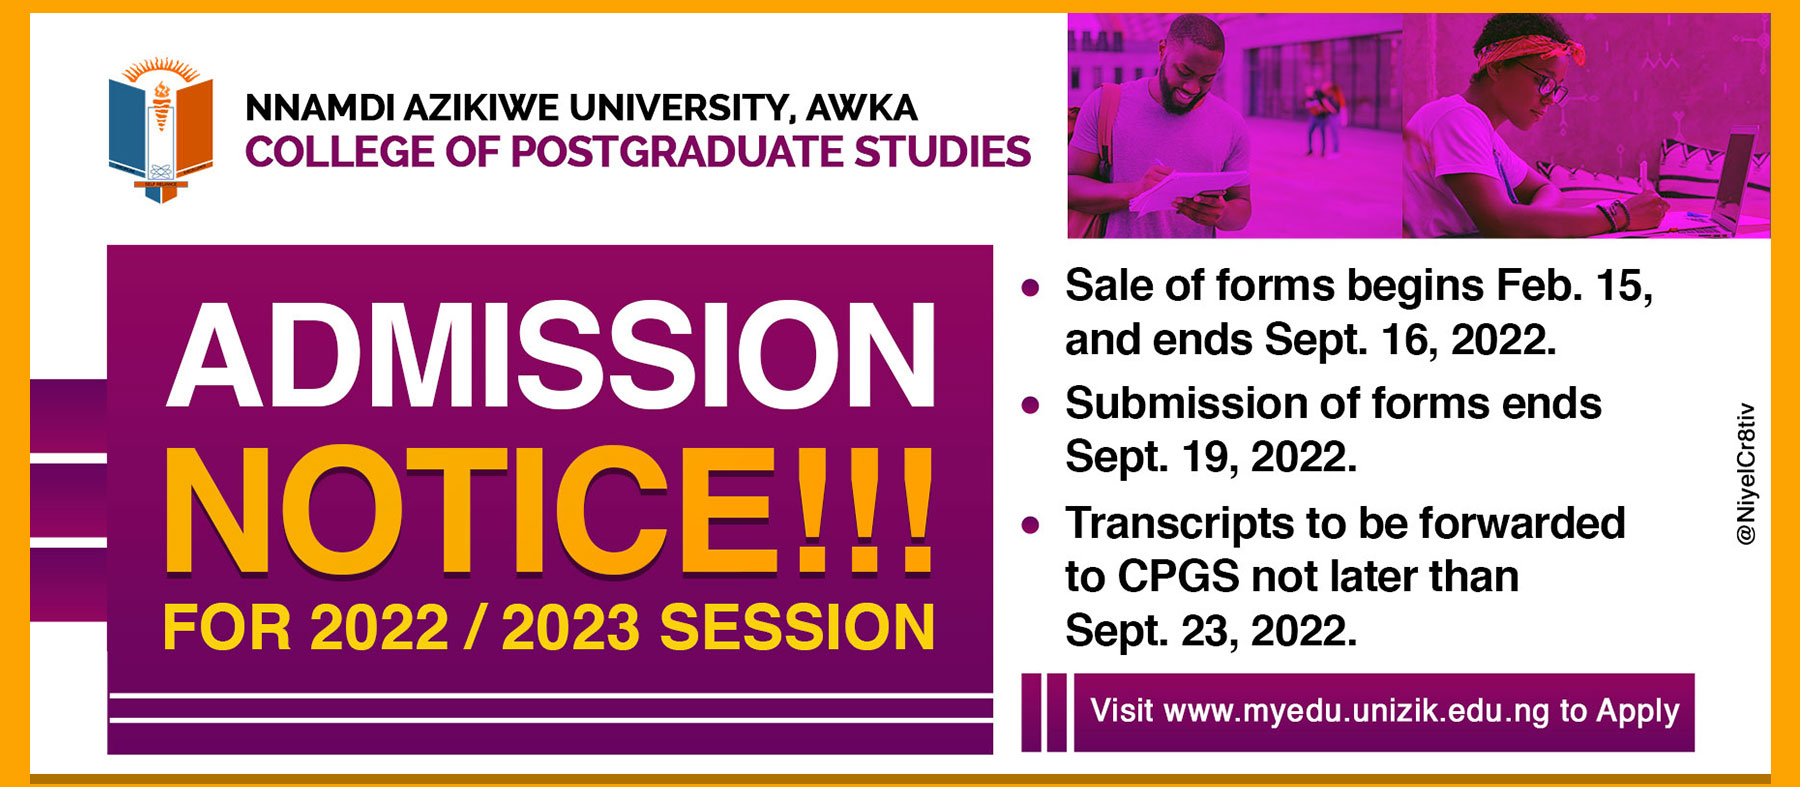 NNAMDI AZIKIWE UNIVERSITY, AWKA
COLLEGE OF POSTGRADUATE STUDIES
SELF RELIANCE
ADMISSION
NOTICE!!!
FOR 2022 / 2023 SESSION
• Sale of forms begins Feb. 15,
and ends Sept. 16, 2022.
• Submission of forms ends
Sept. 19, 2022.
• Transcripts to be forwarded
to CPGS not later than
Sept. 23, 2022.
Visit www.myedu.unizik.edu.ng to Apply
@NiyelCr8tiv